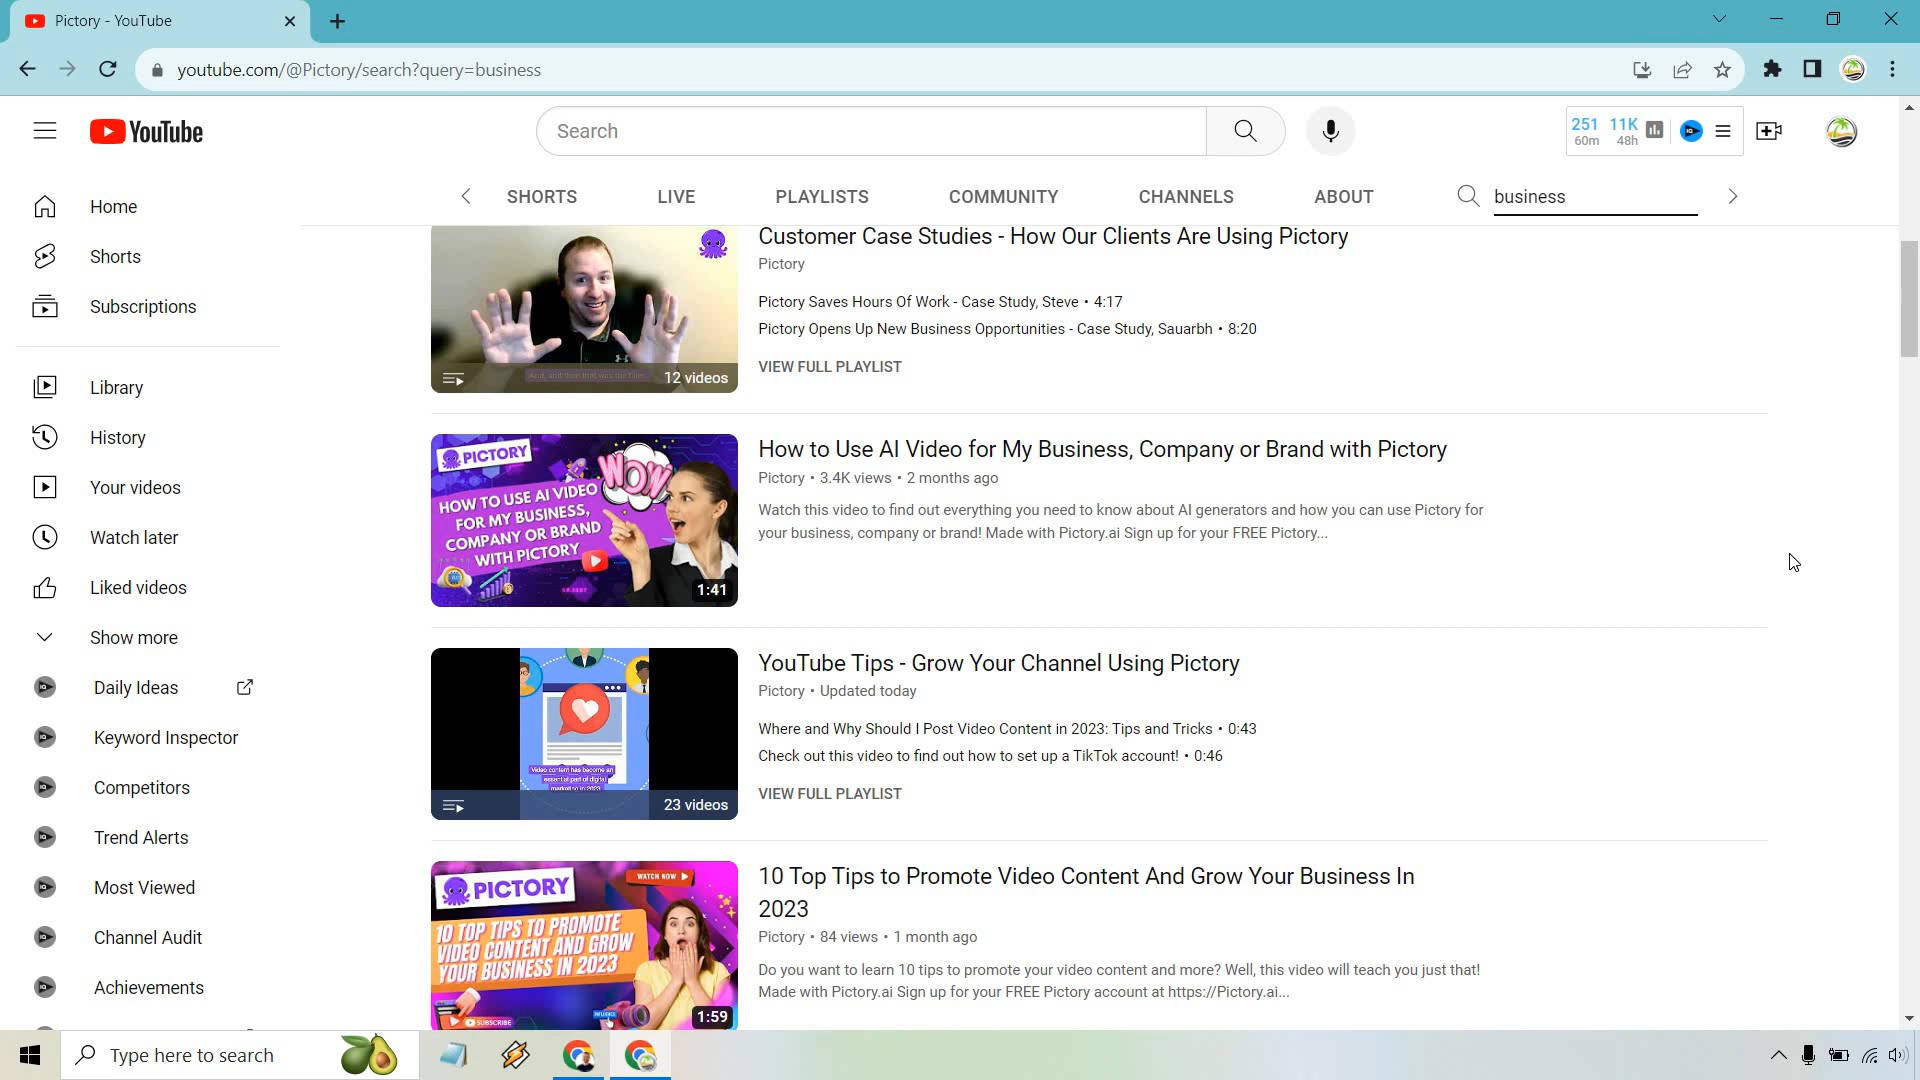 Pictory - YouTube
youtube.com/@Pictory/search?query=business
YouTube
Search
251 11K
60m 48h
SHORTS LIVE PLAYLISTS COMMUNITY CHANNELS ABOUT business
Home
Shorts
Subscriptions
Library
History
Your videos
Watch later
Liked videos
Show more
Daily Ideas
Keyword Inspector
Competitors
Trend Alerts
Most Viewed
Channel Audit
Achievements
12 videos
Customer Case Studies - How Our Clients Are Using Pictory
Pictory
Pictory Saves Hours Of Work - Case Study, Steve • 4:17
Pictory Opens Up New Business Opportunities - Case Study, Sauarbh • 8:20
VIEW FULL PLAYLIST
PICTORY
WOW
HOW TO USE AI VIDEO
FOR MY BUSINESS,
COMPANY OR BRAND
WITH PICTORY
1:41
How to Use AI Video for My Business, Company or Brand with Pictory
Pictory • 3.4K views • 2 months ago
Watch this video to find out everything you need to know about AI generators and how you can use Pictory for
your business, company or brand! Made with Pictory.ai Sign up for your FREE Pictory...
Video content has become an
essential part of digital
marketing in 2023
23 videos
YouTube Tips - Grow Your Channel Using Pictory
Pictory • Updated today
Where and Why Should I Post Video Content in 2023: Tips and Tricks • 0:43
Check out this video to find out how to set up a TikTok account! • 0:46
VIEW FULL PLAYLIST
PICTORY
WATCH NOW
10 TOP TIPS TO PROMOTE
VIDEO CONTENT AND GROW
YOUR BUSINESS IN 2023
SUBSCRIBE
1:59
10 Top Tips to Promote Video Content And Grow Your Business In
2023
Pictory • 84 views • 1 month ago
Do you want to learn 10 tips to promote your video content and more? Well, this video will teach you just that!
Made with Pictory.ai Sign up for your FREE Pictory account at https://Pictory.ai...
Type here to search